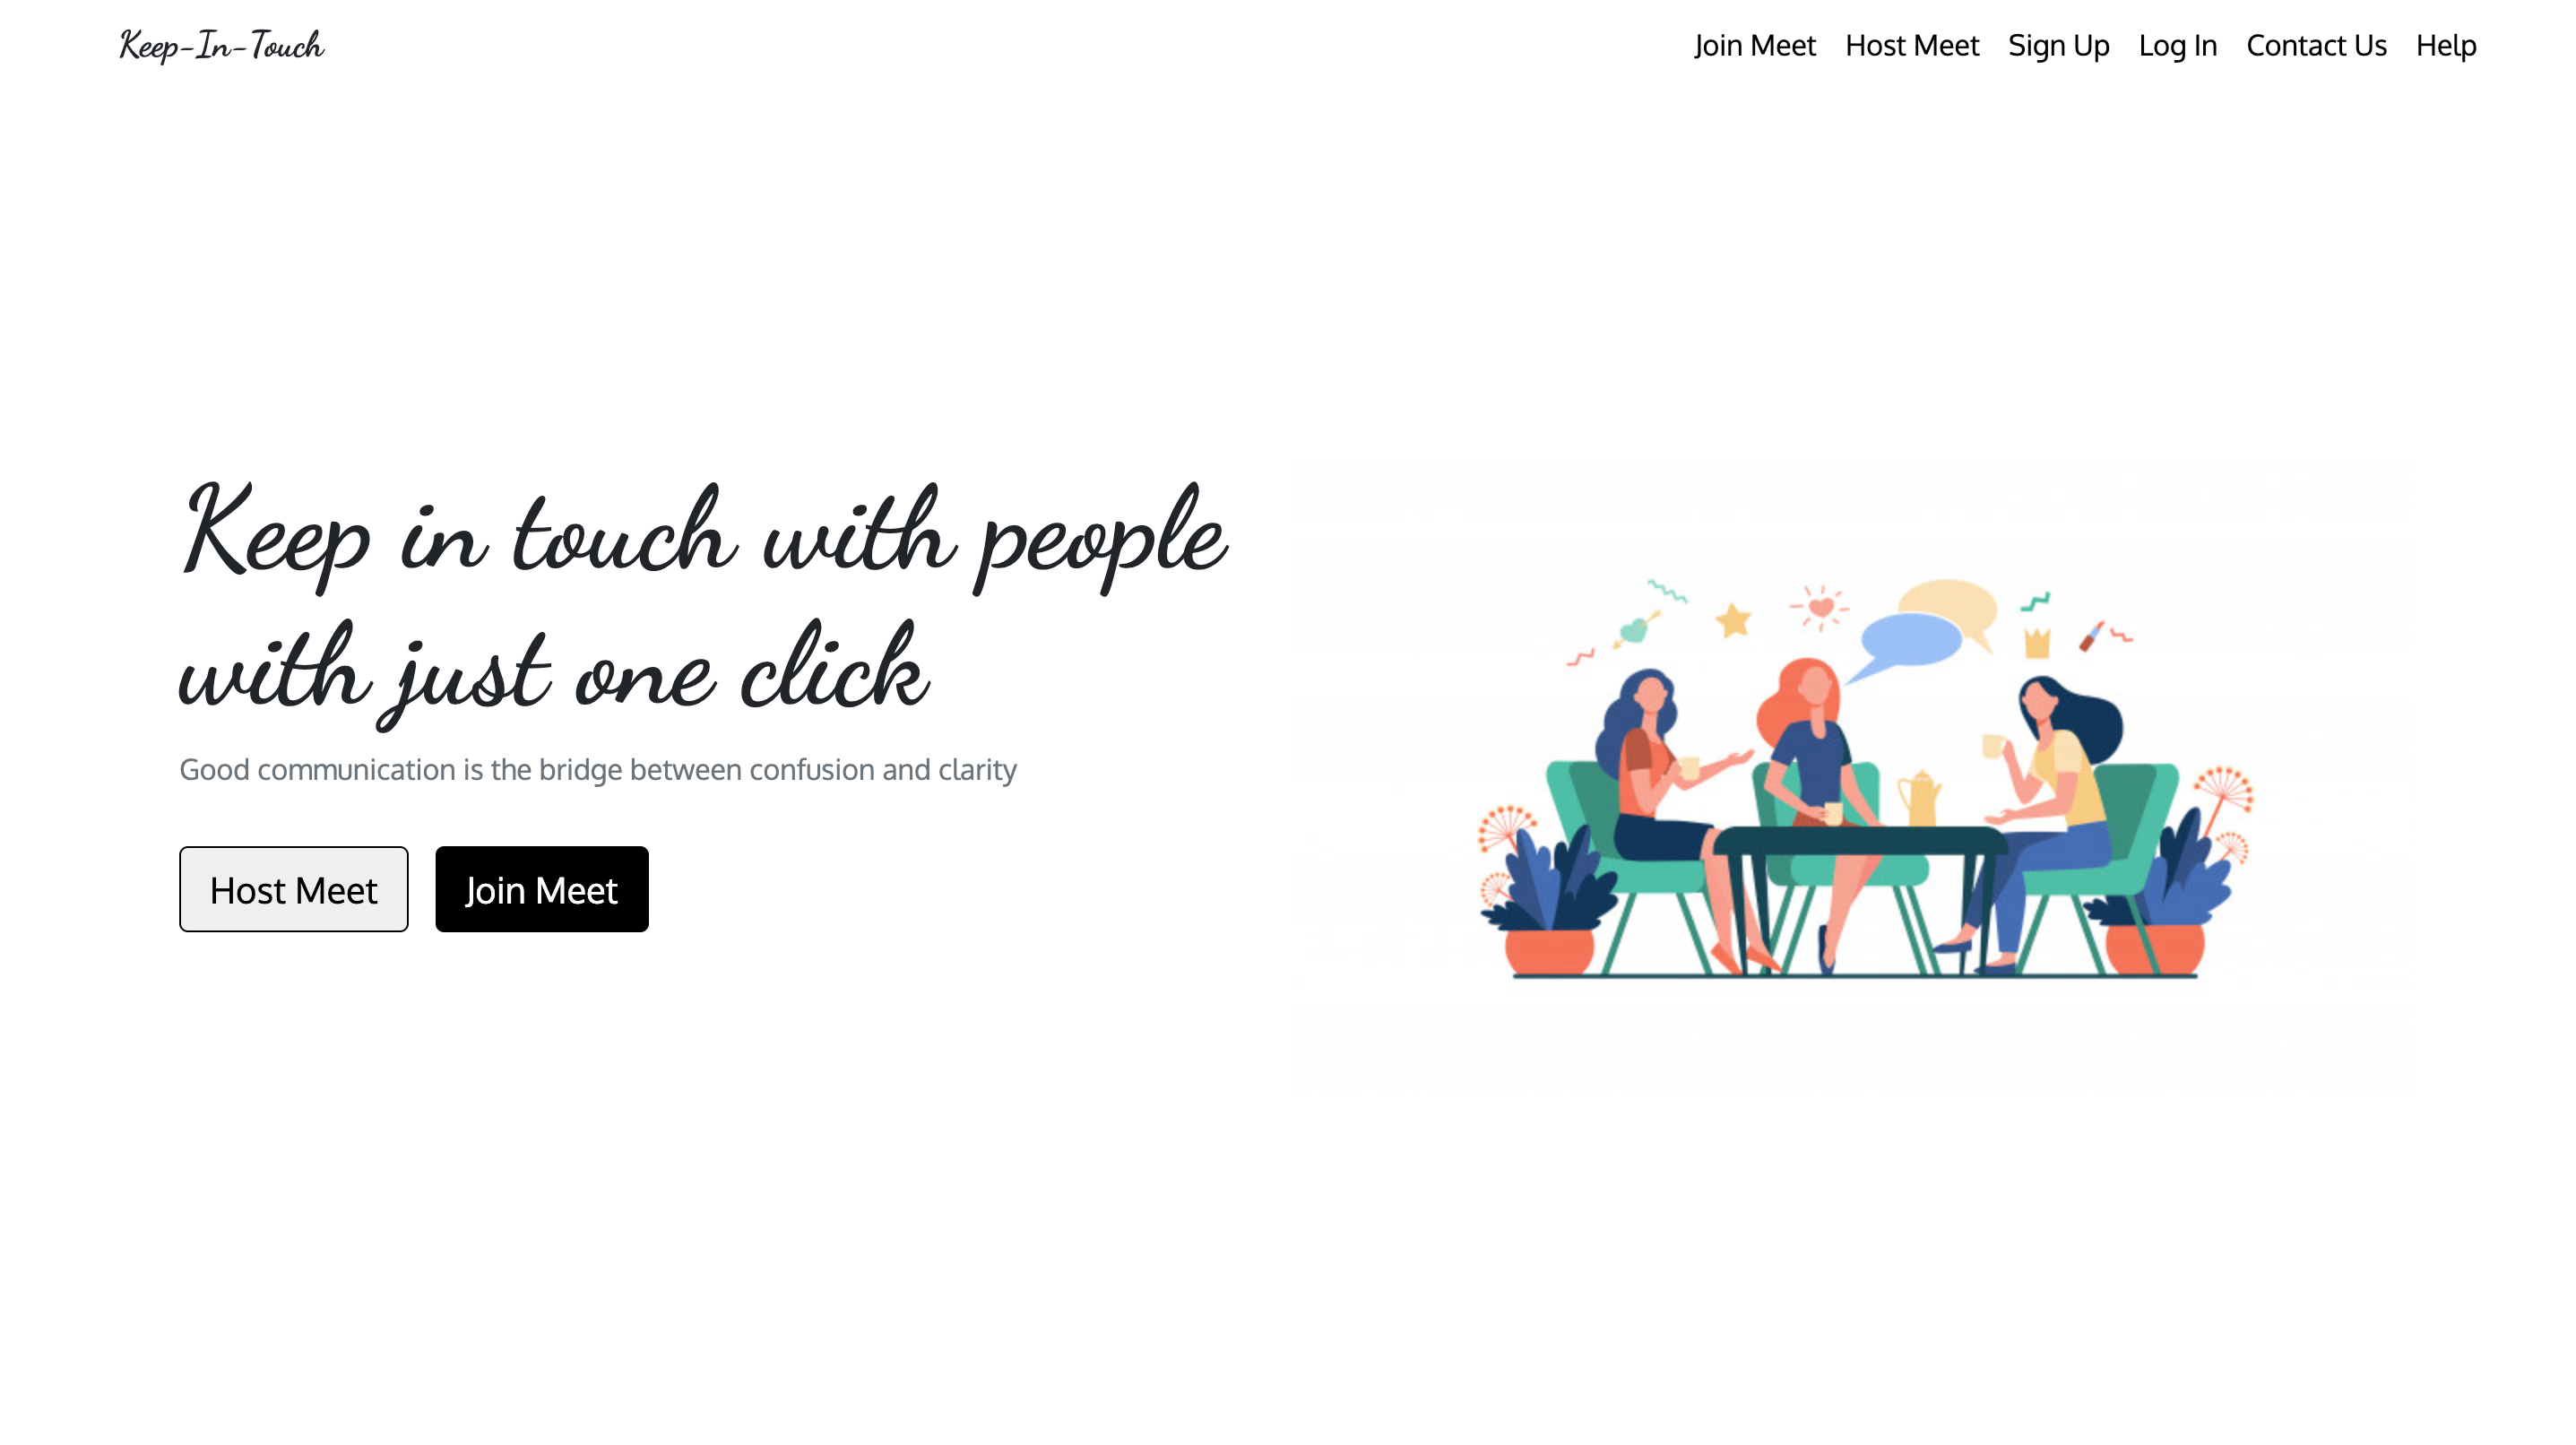 Keep-In-Touch
Join Meet Host Meet Sign Up Log In Contact Us Help
Keep in touch with people
with just one click
Good communication is the bridge between confusion and clarity
Host Meet Join Meet